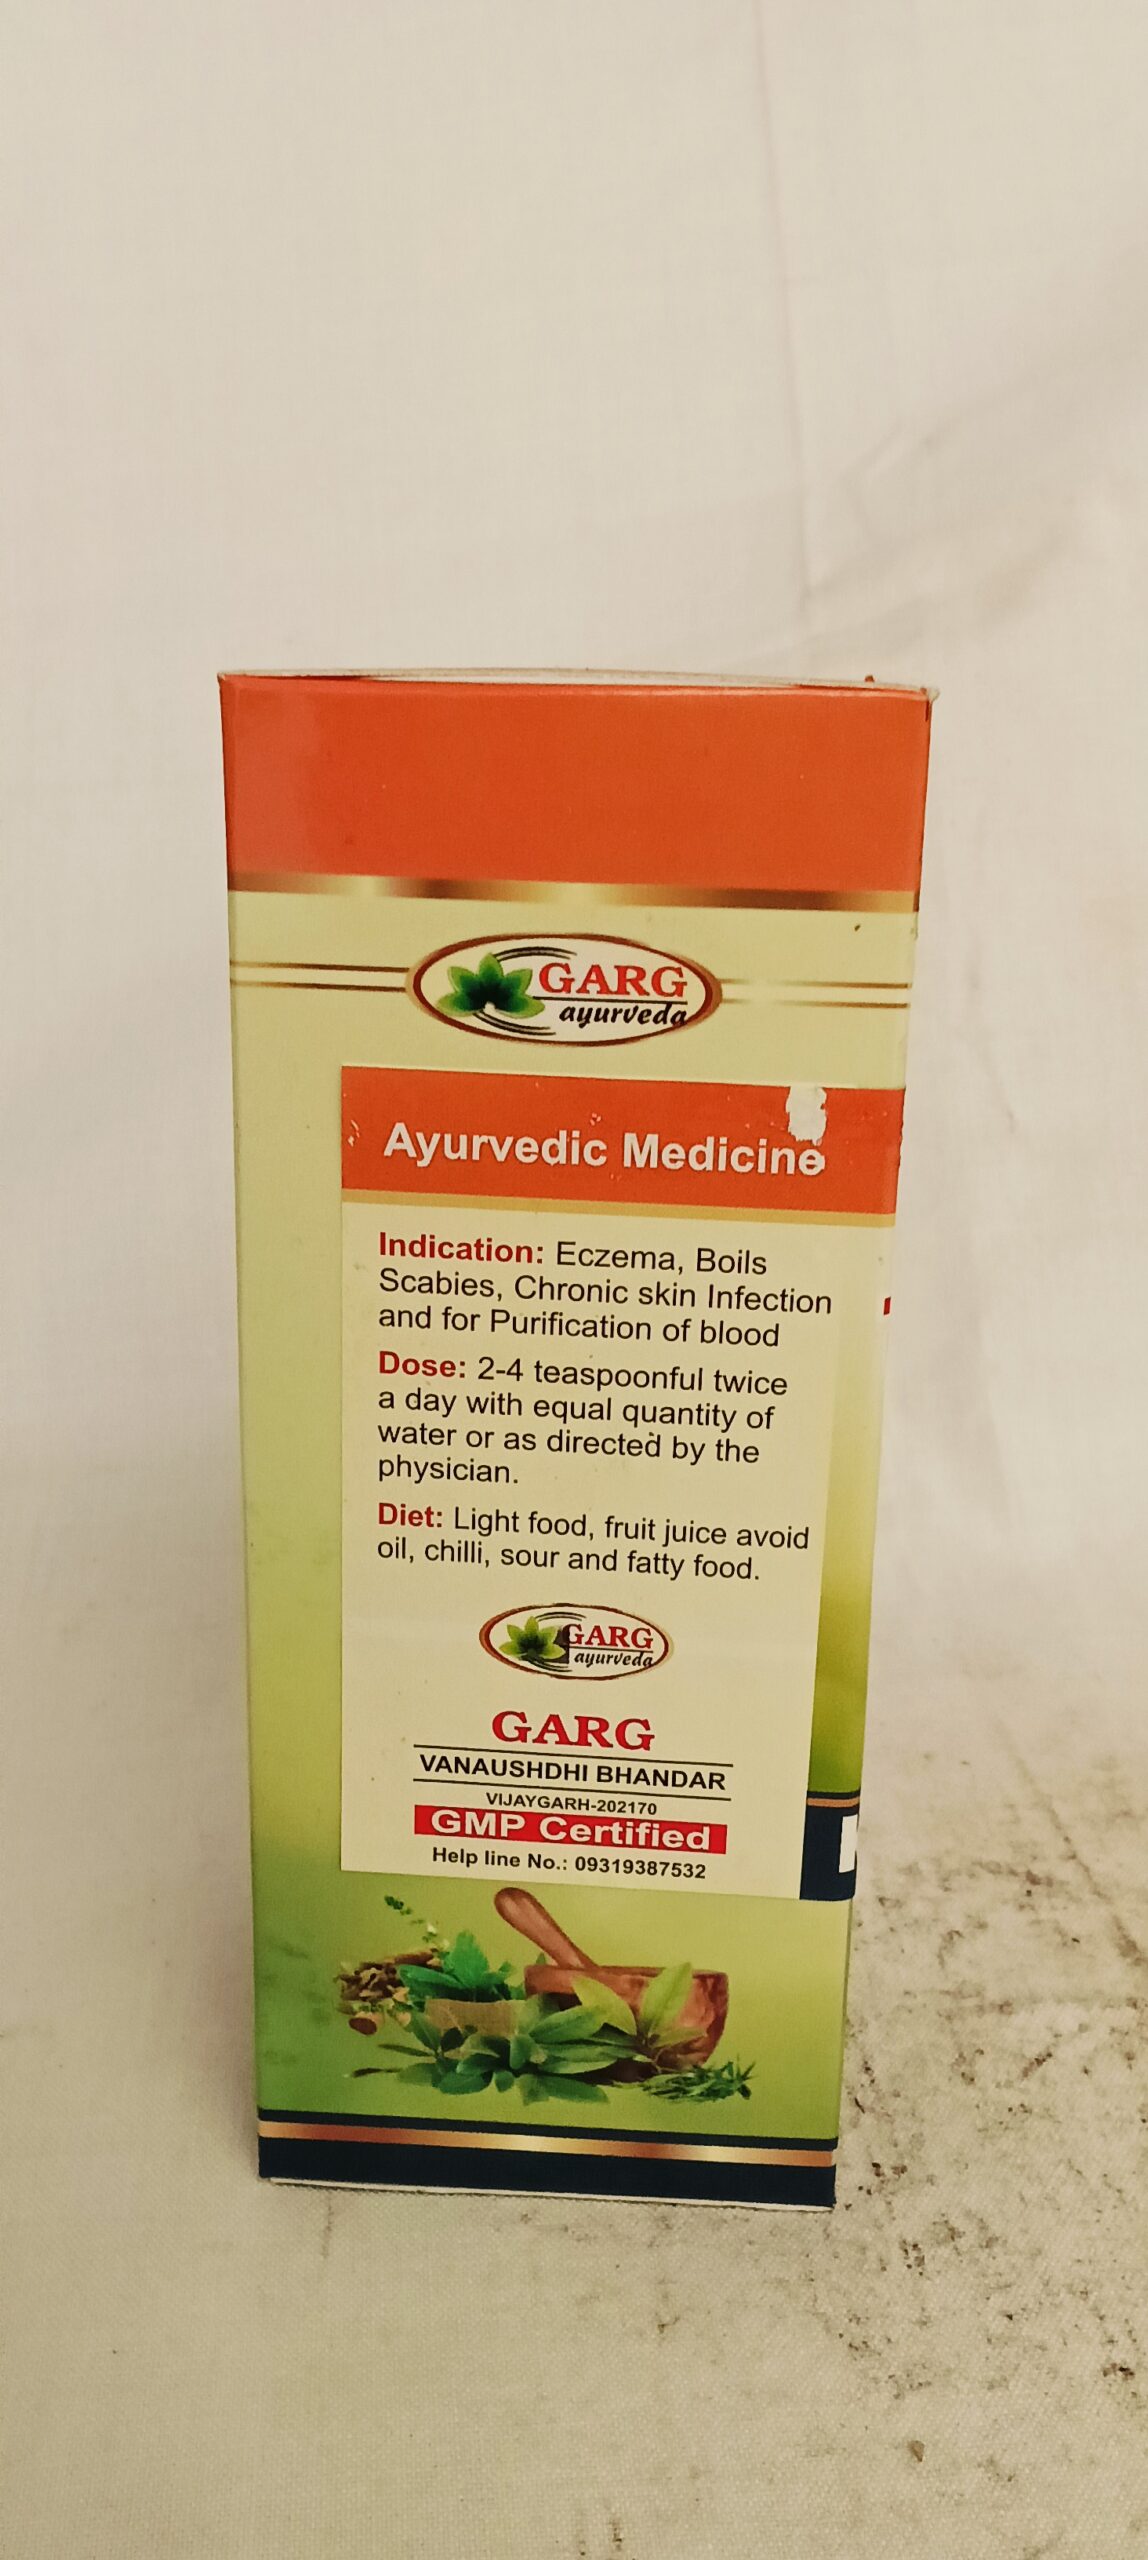 GARG
ayurveda
Ayurvedic Medicine
Indication: Eczema, Boils
Scabies, Chronic skin Infection
and for Purification of blood
Dose: 2-4 teaspoonful twice
a day with equal quantity of
water or as directed by the
physician.
Diet: Light food, fruit juice avoid
oil, chilli, sour and fatty food.
GARG
ayurveda
GARG
VANAUSHDHI BHANDAR
VIJAYGARH-202170
GMP Certified
Help line No.: 09319387532